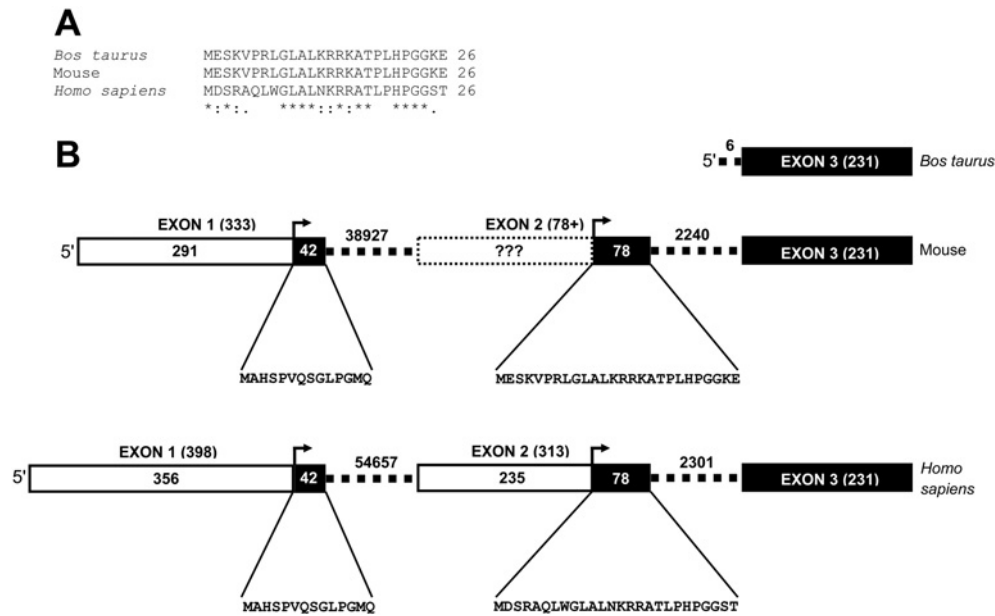 A
Bos taurus MESKVPRLGLALKRRKATPLHPGGKE 26
Mouse MESKVPRLGLALKRRKATPLHPGGKE 26
Homo sapiens MDSRAQLWGLALNKRRATLPHPGGST 26
*:*:. ****::*:** ****.
B
6
5' EXON 3 (231) Bos taurus
EXON 1 (333) 38927 EXON 2 (78+) 2240
5' 291 42 ??? 78 EXON 3 (231) Mouse
MAHSPVQSGLPGMQ MESKVPRLGLALKRRKATPLHPGGKE
EXON 1 (398) 54657 EXON 2 (313) 2301
5' 356 42 235 78 EXON 3 (231) Homo
sapiens
MAHSPVQSGLPGMQ MDSRAQLWGLALNKRRATLPHPGGST